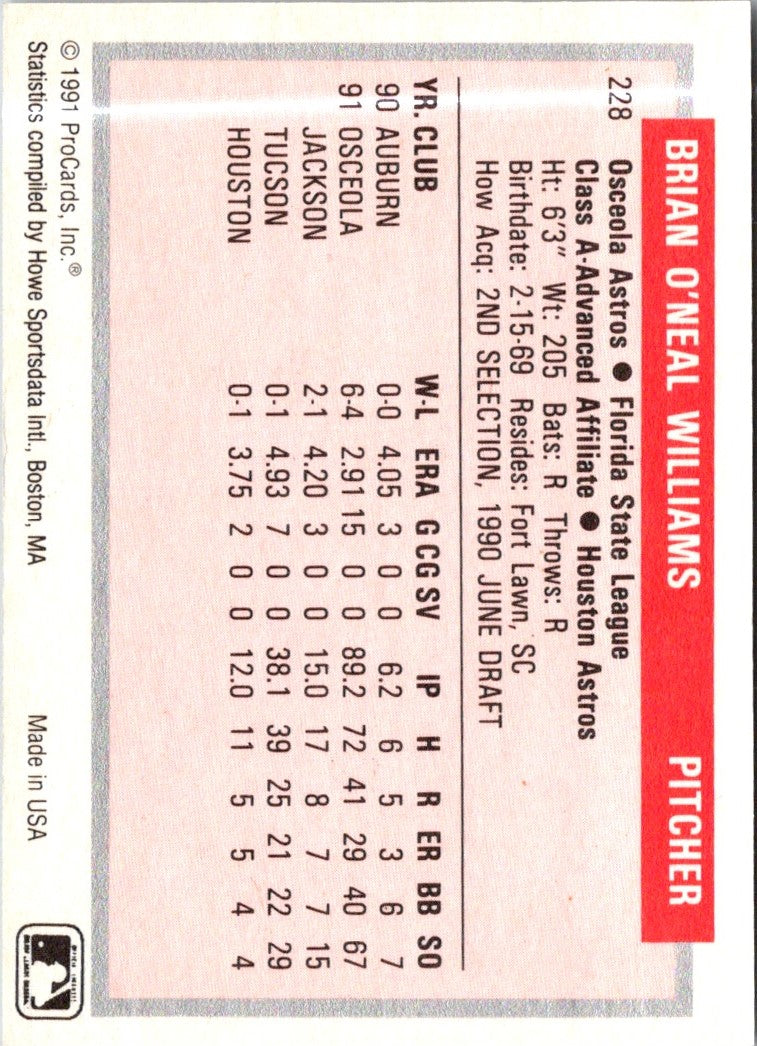 BRIAN O'NEAL WILLIAMS PITCHER
228 Osceola Astros ● Florida State League
Class A-Advanced Affiliate ● Houston Astros
Ht: 6'3" Wt: 205 Bats: R Throws: R
Birthdate: 2-15-69 Resides: Fort Lawn, SC
How Acq: 2ND SELECTION, 1990 JUNE DRAFT
YR. CLUB W-L ERA G CG SV IP H R ER BB SO
90 AUBURN 0-0 4.05 3 0 0 6.2 6 5 3 6 7
91 OSCEOLA 6-4 2.91 15 0 0 89.2 72 41 29 40 67
JACKSON 2-1 4.20 3 0 0 15.0 17 8 7 7 15
TUCSON 0-1 4.93 7 0 0 38.1 39 25 21 22 29
HOUSTON 0-1 3.75 2 0 0 12.0 11 5 5 4 4
© 1991 ProCards, Inc.®
Statistics compiled by Howe Sportsdata Intl., Boston, MA Made in USA